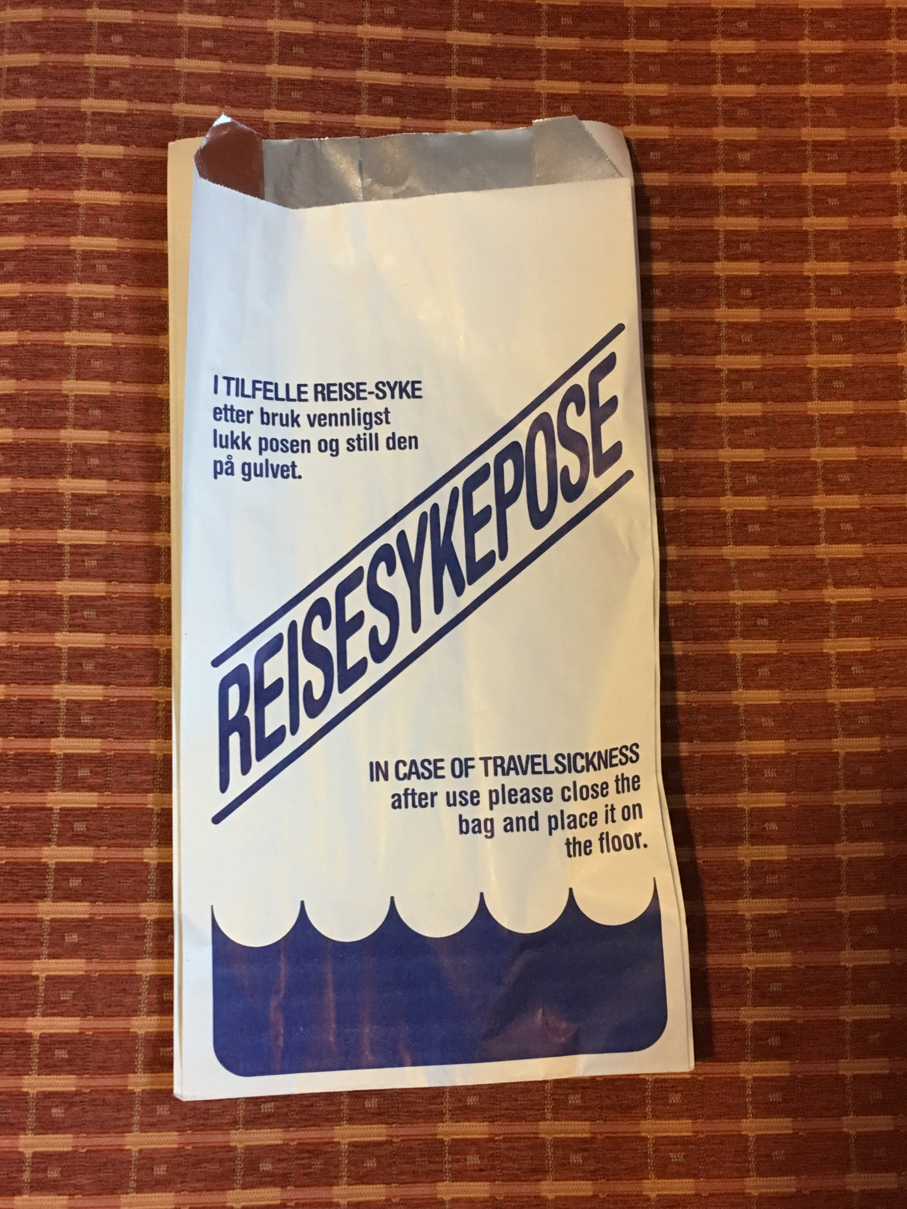 I TILFELLE REISE-SYKE
etter bruk vennligst
lukk posen og still den
på gulvet.
REISESYKEPOSE
IN CASE OF TRAVELSICKNESS
after use please close the
bag and place it on
the floor.